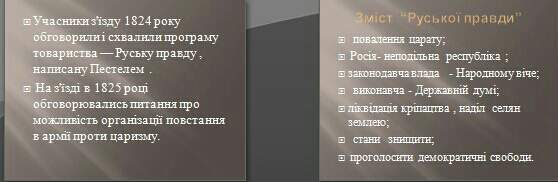 Учасники з'їзду 1824 року
обговорили і схвалили програму
товариства — Руську правду ,
написану Пестелем .
На з'їзді в 1825 році
обговорювались питання про
можливість організації повстання
в армії проти царизму.
Зміст "Руської правди"
повалення царату;
Росія- неподільна республіка ;
законодавча влада - Народному віче;
виконавча - Державній думі;
ліквідація кріпацтва , наділ селян
землею;
стани знищити;
проголосити демократичні свободи.